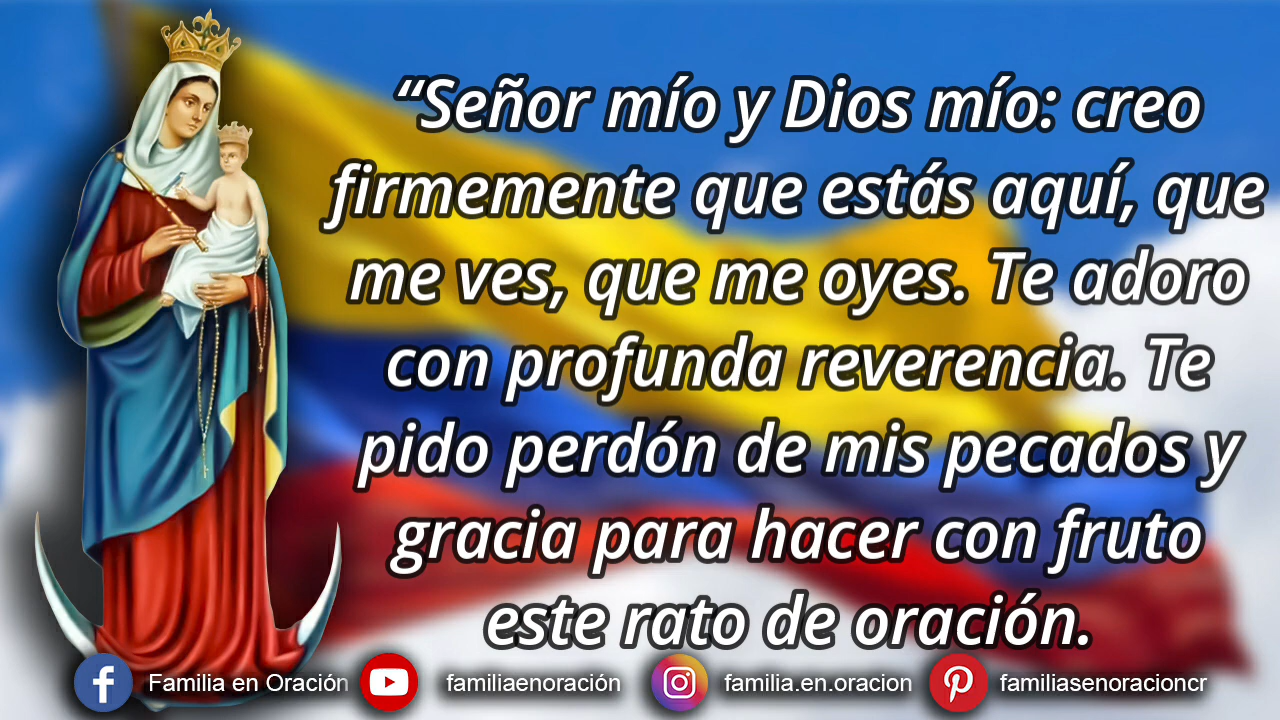 “Señor mío y Dios mío: creo
firmemente que estás aquí, que
me ves, que me oyes. Te adoro
con profunda reverencia. Te
pido perdón de mis pecados y
gracia para hacer con fruto
este rato de oración.
Familia en Oración familiaenoración familia.en.oracion familiasenoracioncr